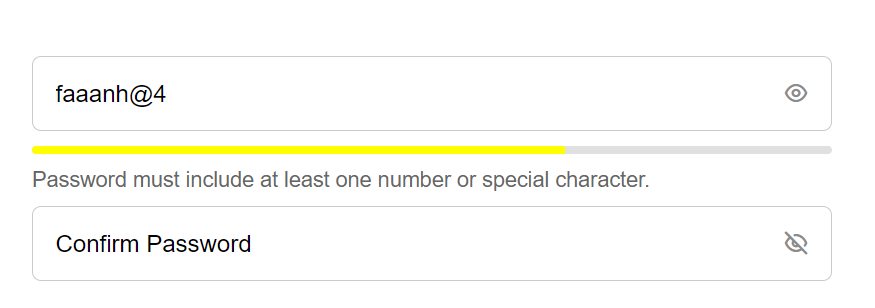 faaanh@4
Password must include at least one number or special character.
Confirm Password